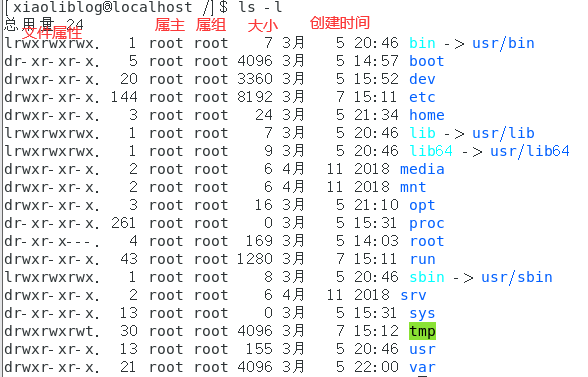 [xiaoliblog@localhost /]$ ls -l
总用量 24
文件属性 属主 属组 大小 创建时间
lrwxrwxrwx. 1 root root 7 3月 5 20:46 bin -> usr/bin
dr-xr-xr-x. 5 root root 4096 3月 5 14:57 boot
drwxr-xr-x. 20 root root 3360 3月 5 15:52 dev
drwxr-xr-x. 144 root root 8192 3月 7 15:11 etc
drwxr-xr-x. 3 root root 24 3月 5 21:34 home
lrwxrwxrwx. 1 root root 7 3月 5 20:46 lib -> usr/lib
lrwxrwxrwx. 1 root root 9 3月 5 20:46 lib64 -> usr/lib64
drwxr-xr-x. 2 root root 6 4月 11 2018 media
drwxr-xr-x. 2 root root 6 4月 11 2018 mnt
drwxr-xr-x. 3 root root 16 3月 5 21:10 opt
dr-xr-xr-x. 261 root root 0 3月 5 15:31 proc
dr-xr-x---. 4 root root 169 3月 5 14:03 root
drwxr-xr-x. 43 root root 1280 3月 7 15:11 run
lrwxrwxrwx. 1 root root 8 3月 5 20:46 sbin -> usr/sbin
drwxr-xr-x. 2 root root 6 4月 11 2018 srv
dr-xr-xr-x. 13 root root 0 3月 5 15:31 sys
drwxrwxrwt. 30 root root 4096 3月 7 15:12 tmp
drwxr-xr-x. 13 root root 155 3月 5 20:46 usr
drwxr-xr-x. 21 root root 4096 3月 5 22:00 var